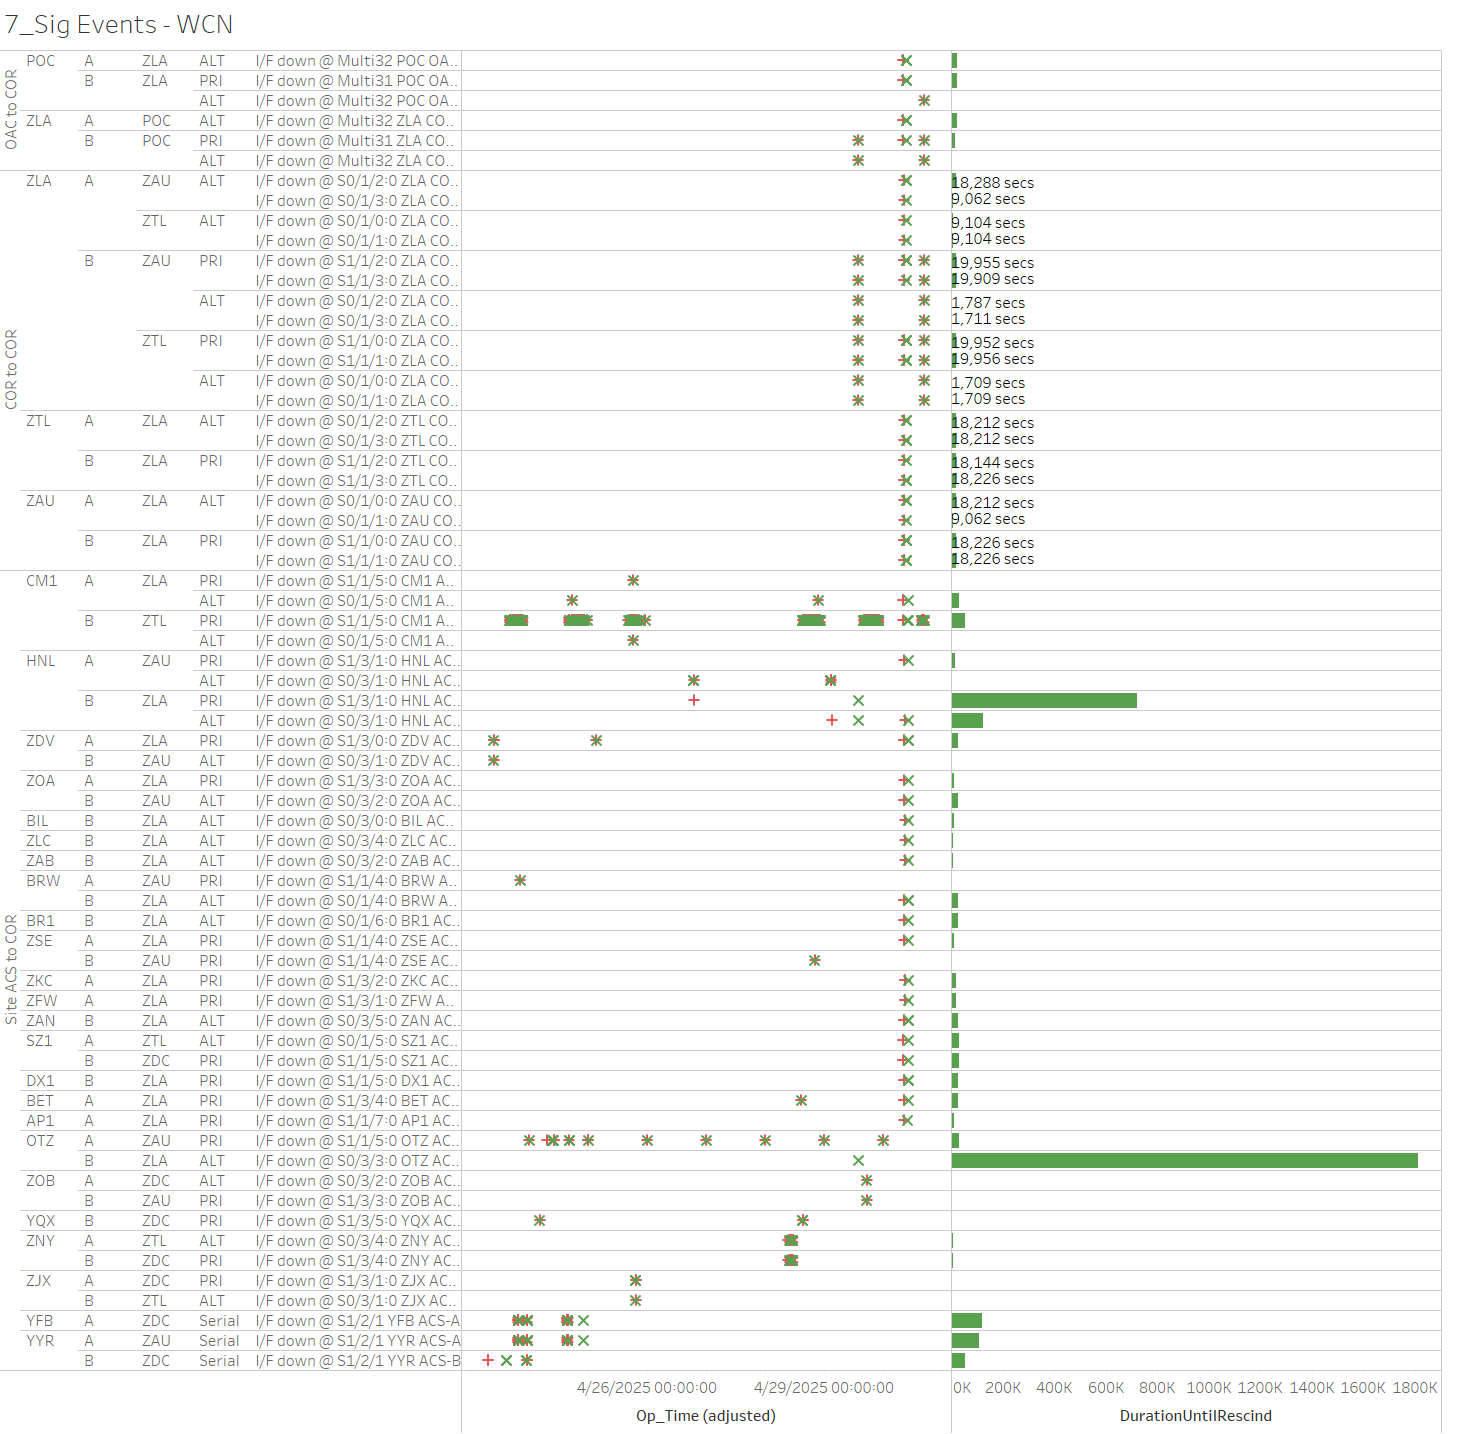 7_Sig Events - WCN
OAC to COR
POC A ZLA ALT I/F down @ Multi32 POC OA..
B ZLA PRI I/F down @ Multi31 POC OA..
ALT I/F down @ Multi32 POC OA..
ZLA A POC ALT I/F down @ Multi32 ZLA CO..
B POC PRI I/F down @ Multi31 ZLA CO..
ALT I/F down @ Multi32 ZLA CO..
COR to COR
ZLA A ZAU ALT I/F down @ S0/1/2:0 ZLA CO.. 18,288 secs
I/F down @ S0/1/3:0 ZLA CO.. 9,062 secs
ZTL ALT I/F down @ S0/1/0:0 ZLA CO.. 9,104 secs
I/F down @ S0/1/1:0 ZLA CO.. 9,104 secs
B ZAU PRI I/F down @ S1/1/2:0 ZLA CO.. 19,955 secs
I/F down @ S1/1/3:0 ZLA CO.. 19,909 secs
ALT I/F down @ S0/1/2:0 ZLA CO.. 1,787 secs
I/F down @ S0/1/3:0 ZLA CO.. 1,711 secs
ZTL PRI I/F down @ S1/1/0:0 ZLA CO.. 19,952 secs
I/F down @ S1/1/1:0 ZLA CO.. 19,956 secs
ALT I/F down @ S0/1/0:0 ZLA CO.. 1,709 secs
I/F down @ S0/1/1:0 ZLA CO.. 1,709 secs
ZTL A ZLA ALT I/F down @ S0/1/2:0 ZTL CO.. 18,212 secs
I/F down @ S0/1/3:0 ZTL CO.. 18,212 secs
B ZLA PRI I/F down @ S1/1/2:0 ZTL CO.. 18,144 secs
I/F down @ S1/1/3:0 ZTL CO.. 18,226 secs
ZAU A ZLA ALT I/F down @ S0/1/0:0 ZAU CO.. 18,212 secs
I/F down @ S0/1/1:0 ZAU CO.. 9,062 secs
B ZLA PRI I/F down @ S1/1/0:0 ZAU CO.. 18,226 secs
I/F down @ S1/1/1:0 ZAU CO.. 18,226 secs
Site ACS to COR
CM1 A ZLA PRI I/F down @ S1/1/5:0 CM1 A..
ALT I/F down @ S0/1/5:0 CM1 A..
B ZTL PRI I/F down @ S1/1/5:0 CM1 A..
ALT I/F down @ S0/1/5:0 CM1 A..
HNL A ZAU PRI I/F down @ S1/3/1:0 HNL AC..
ALT I/F down @ S0/3/1:0 HNL AC..
B ZLA PRI I/F down @ S1/3/1:0 HNL AC..
ALT I/F down @ S0/3/1:0 HNL AC..
ZDV A ZLA PRI I/F down @ S1/3/0:0 ZDV AC..
B ZAU ALT I/F down @ S0/3/1:0 ZDV AC..
ZOA A ZLA PRI I/F down @ S1/3/3:0 ZOA AC..
B ZAU ALT I/F down @ S0/3/2:0 ZOA AC..
BIL B ZLA ALT I/F down @ S0/3/0:0 BIL AC..
ZLC B ZLA ALT I/F down @ S0/3/4:0 ZLC AC..
ZAB B ZLA ALT I/F down @ S0/3/2:0 ZAB AC..
BRW A ZAU PRI I/F down @ S1/1/4:0 BRW A..
B ZLA ALT I/F down @ S0/1/4:0 BRW A..
BR1 B ZLA ALT I/F down @ S0/1/6:0 BR1 AC..
ZSE A ZLA PRI I/F down @ S1/1/4:0 ZSE AC..
B ZAU PRI I/F down @ S1/1/4:0 ZSE AC..
ZKC A ZLA PRI I/F down @ S1/3/2:0 ZKC AC..
ZFW A ZLA PRI I/F down @ S1/3/1:0 ZFW A..
ZAN B ZLA ALT I/F down @ S0/3/5:0 ZAN AC..
SZ1 A ZTL ALT I/F down @ S0/1/5:0 SZ1 AC..
B ZDC PRI I/F down @ S1/1/5:0 SZ1 AC..
DX1 B ZLA PRI I/F down @ S1/1/5:0 DX1 AC..
BET A ZLA PRI I/F down @ S1/3/4:0 BET AC..
AP1 A ZLA PRI I/F down @ S1/1/7:0 AP1 AC..
OTZ A ZAU PRI I/F down @ S1/1/5:0 OTZ AC..
B ZLA ALT I/F down @ S0/3/3:0 OTZ AC..
ZOB A ZDC ALT I/F down @ S0/3/2:0 ZOB AC..
B ZAU PRI I/F down @ S1/3/3:0 ZOB AC..
YQX B ZDC PRI I/F down @ S1/3/5:0 YQX AC..
ZNY A ZTL ALT I/F down @ S0/3/4:0 ZNY AC..
B ZDC PRI I/F down @ S1/3/4:0 ZNY AC..
ZJX A ZDC PRI I/F down @ S1/3/1:0 ZJX AC..
B ZTL ALT I/F down @ S0/3/1:0 ZJX AC..
YFB A ZDC Serial I/F down @ S1/2/1 YFB ACS-A
YYR A ZAU Serial I/F down @ S1/2/1 YYR ACS-A
B ZDC Serial I/F down @ S1/2/1 YYR ACS-B
4/26/2025 00:00:00 4/29/2025 00:00:00 0K 200K 400K 600K 800K 1000K 1200K 1400K 1600K 1800K
Op_Time (adjusted) DurationUntilRescind